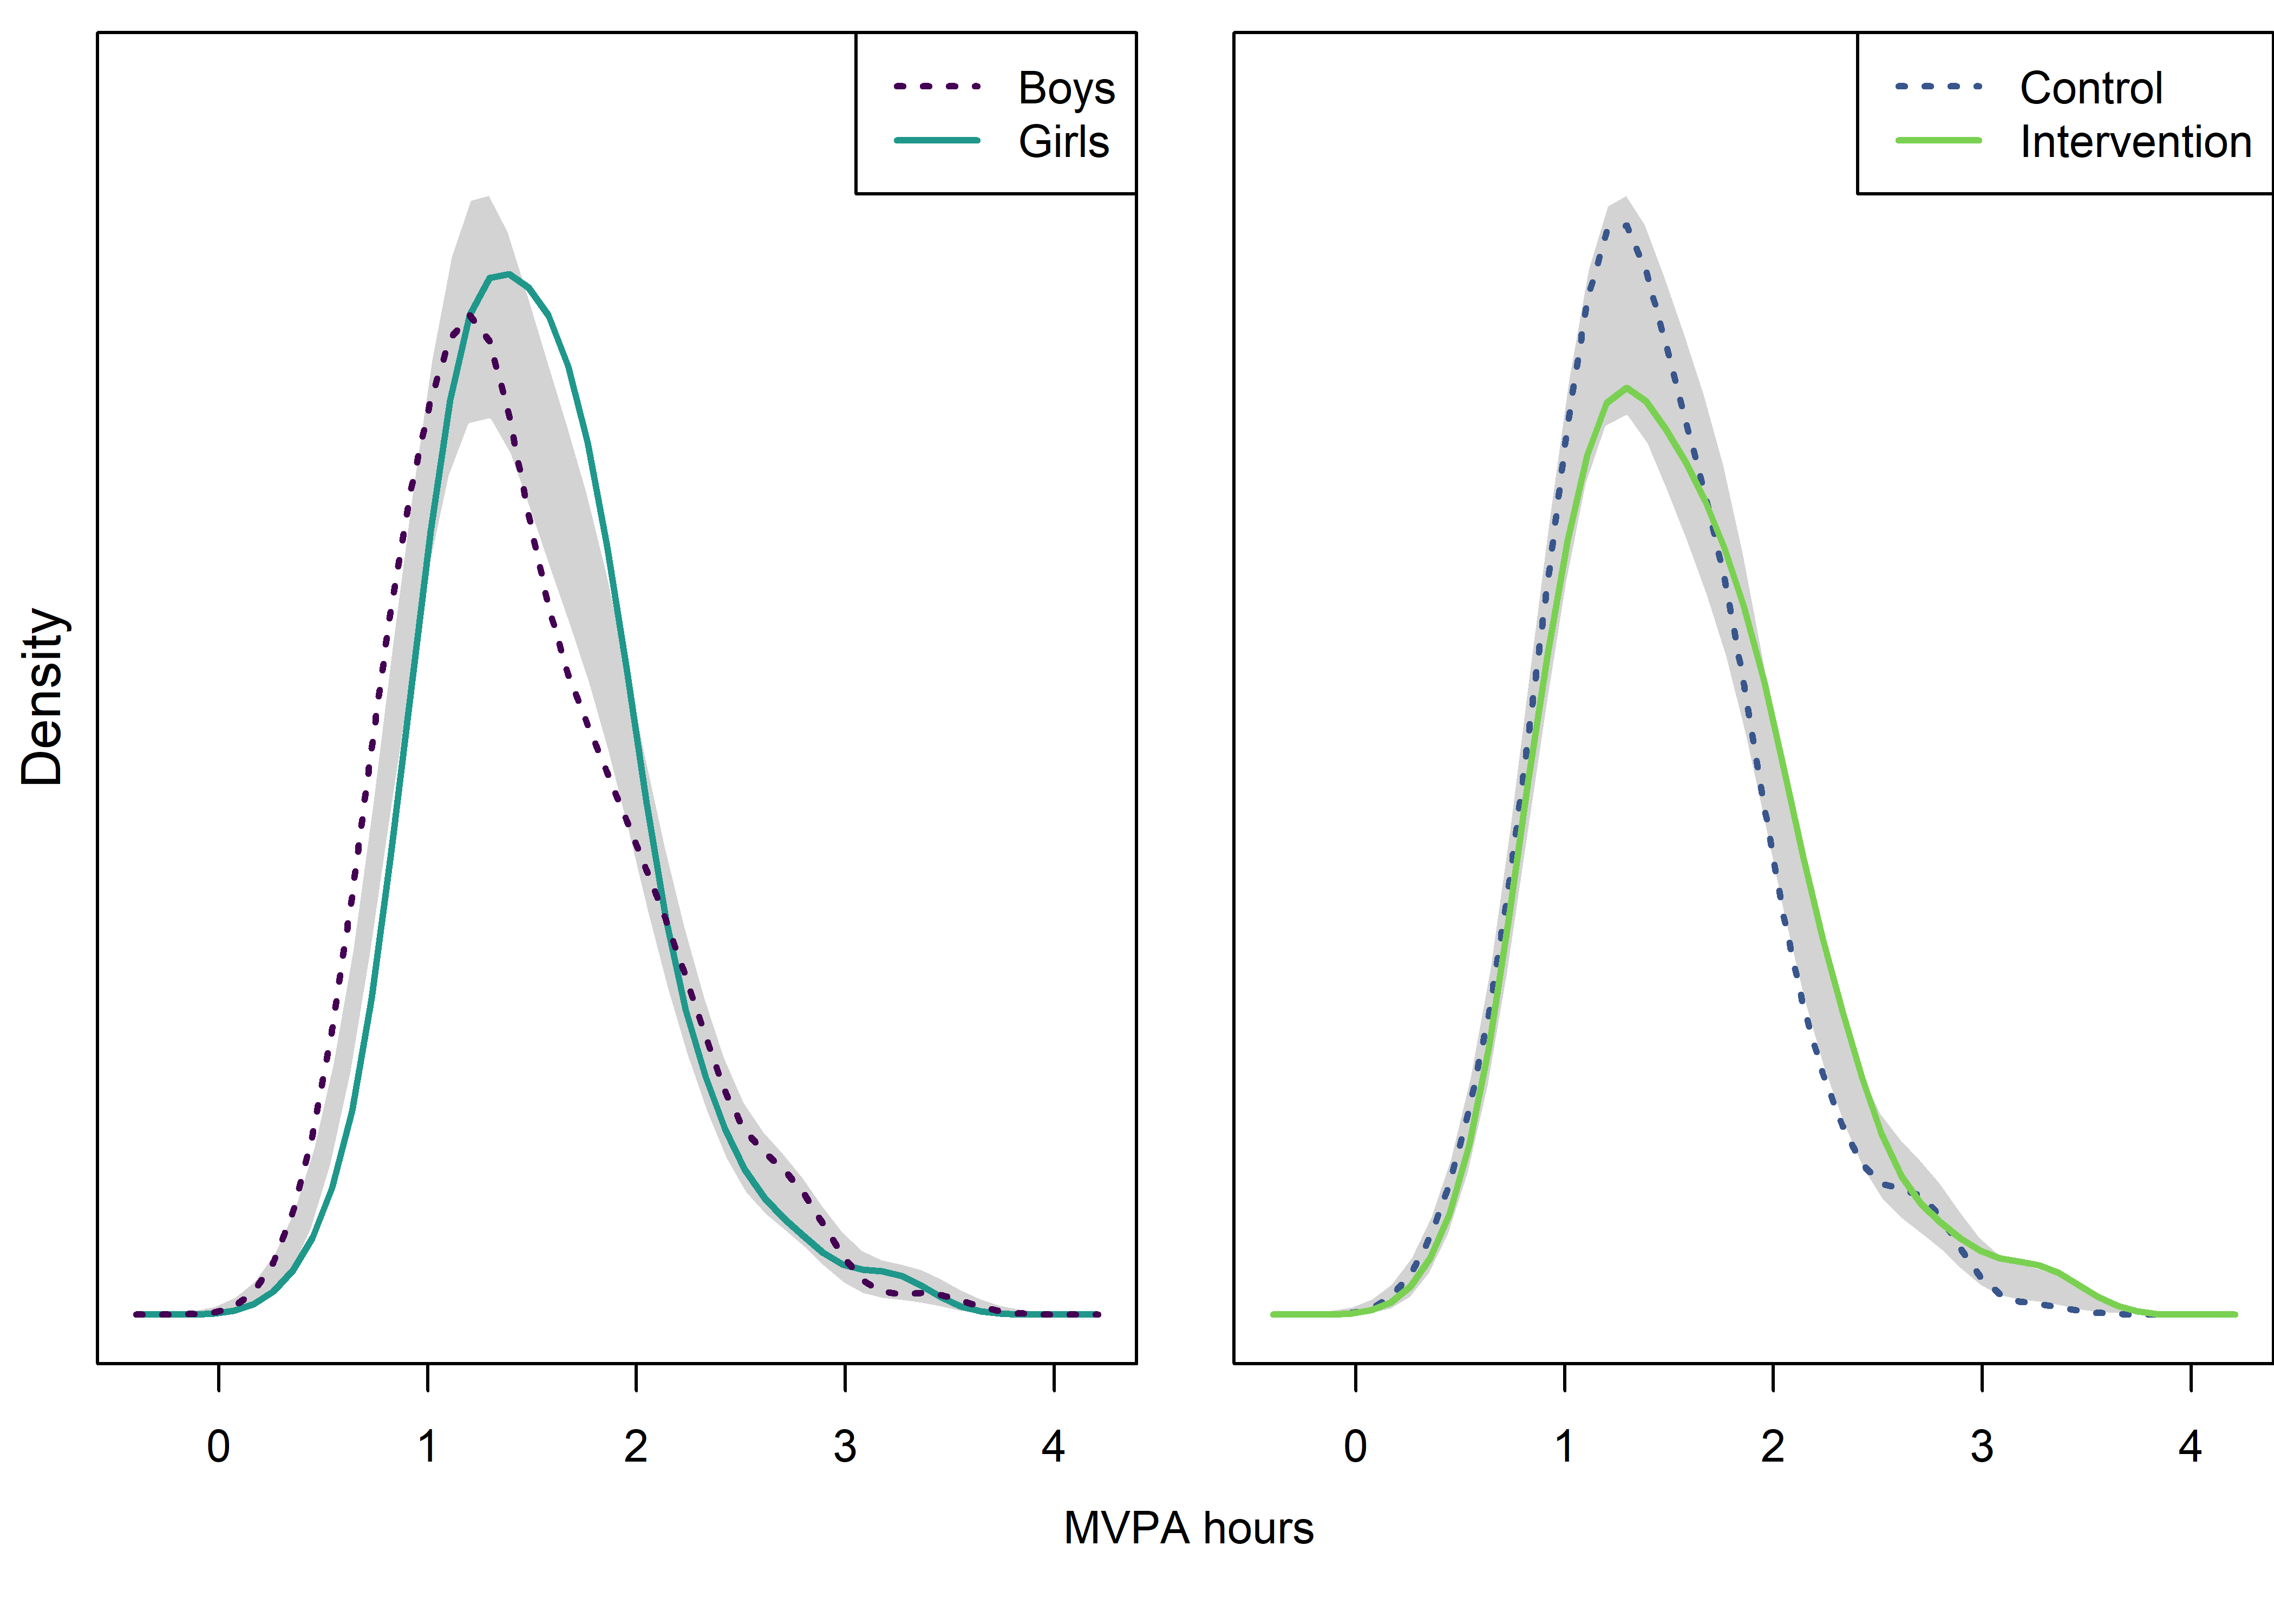 Boys
Girls
Control
Intervention
Density
0 1 2 3 4
0 1 2 3 4
MVPA hours